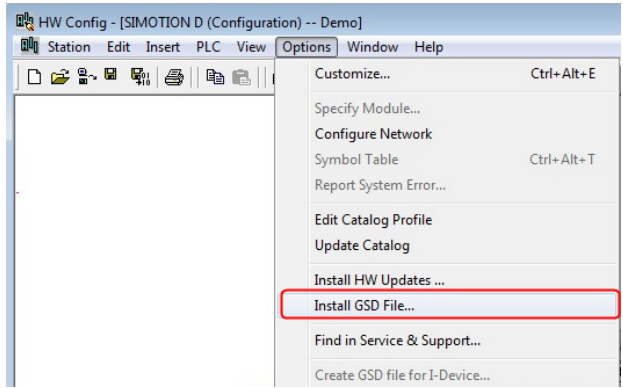 HW Config - [SIMOTION D (Configuration) -- Demo]
Station Edit Insert PLC View Options Window Help
Customize... Ctrl+Alt+E
Specify Module...
Configure Network
Symbol Table Ctrl+Alt+T
Report System Error...
Edit Catalog Profile
Update Catalog
Install HW Updates ...
Install GSD File...
Find in Service & Support...
Create GSD file for I-Device...